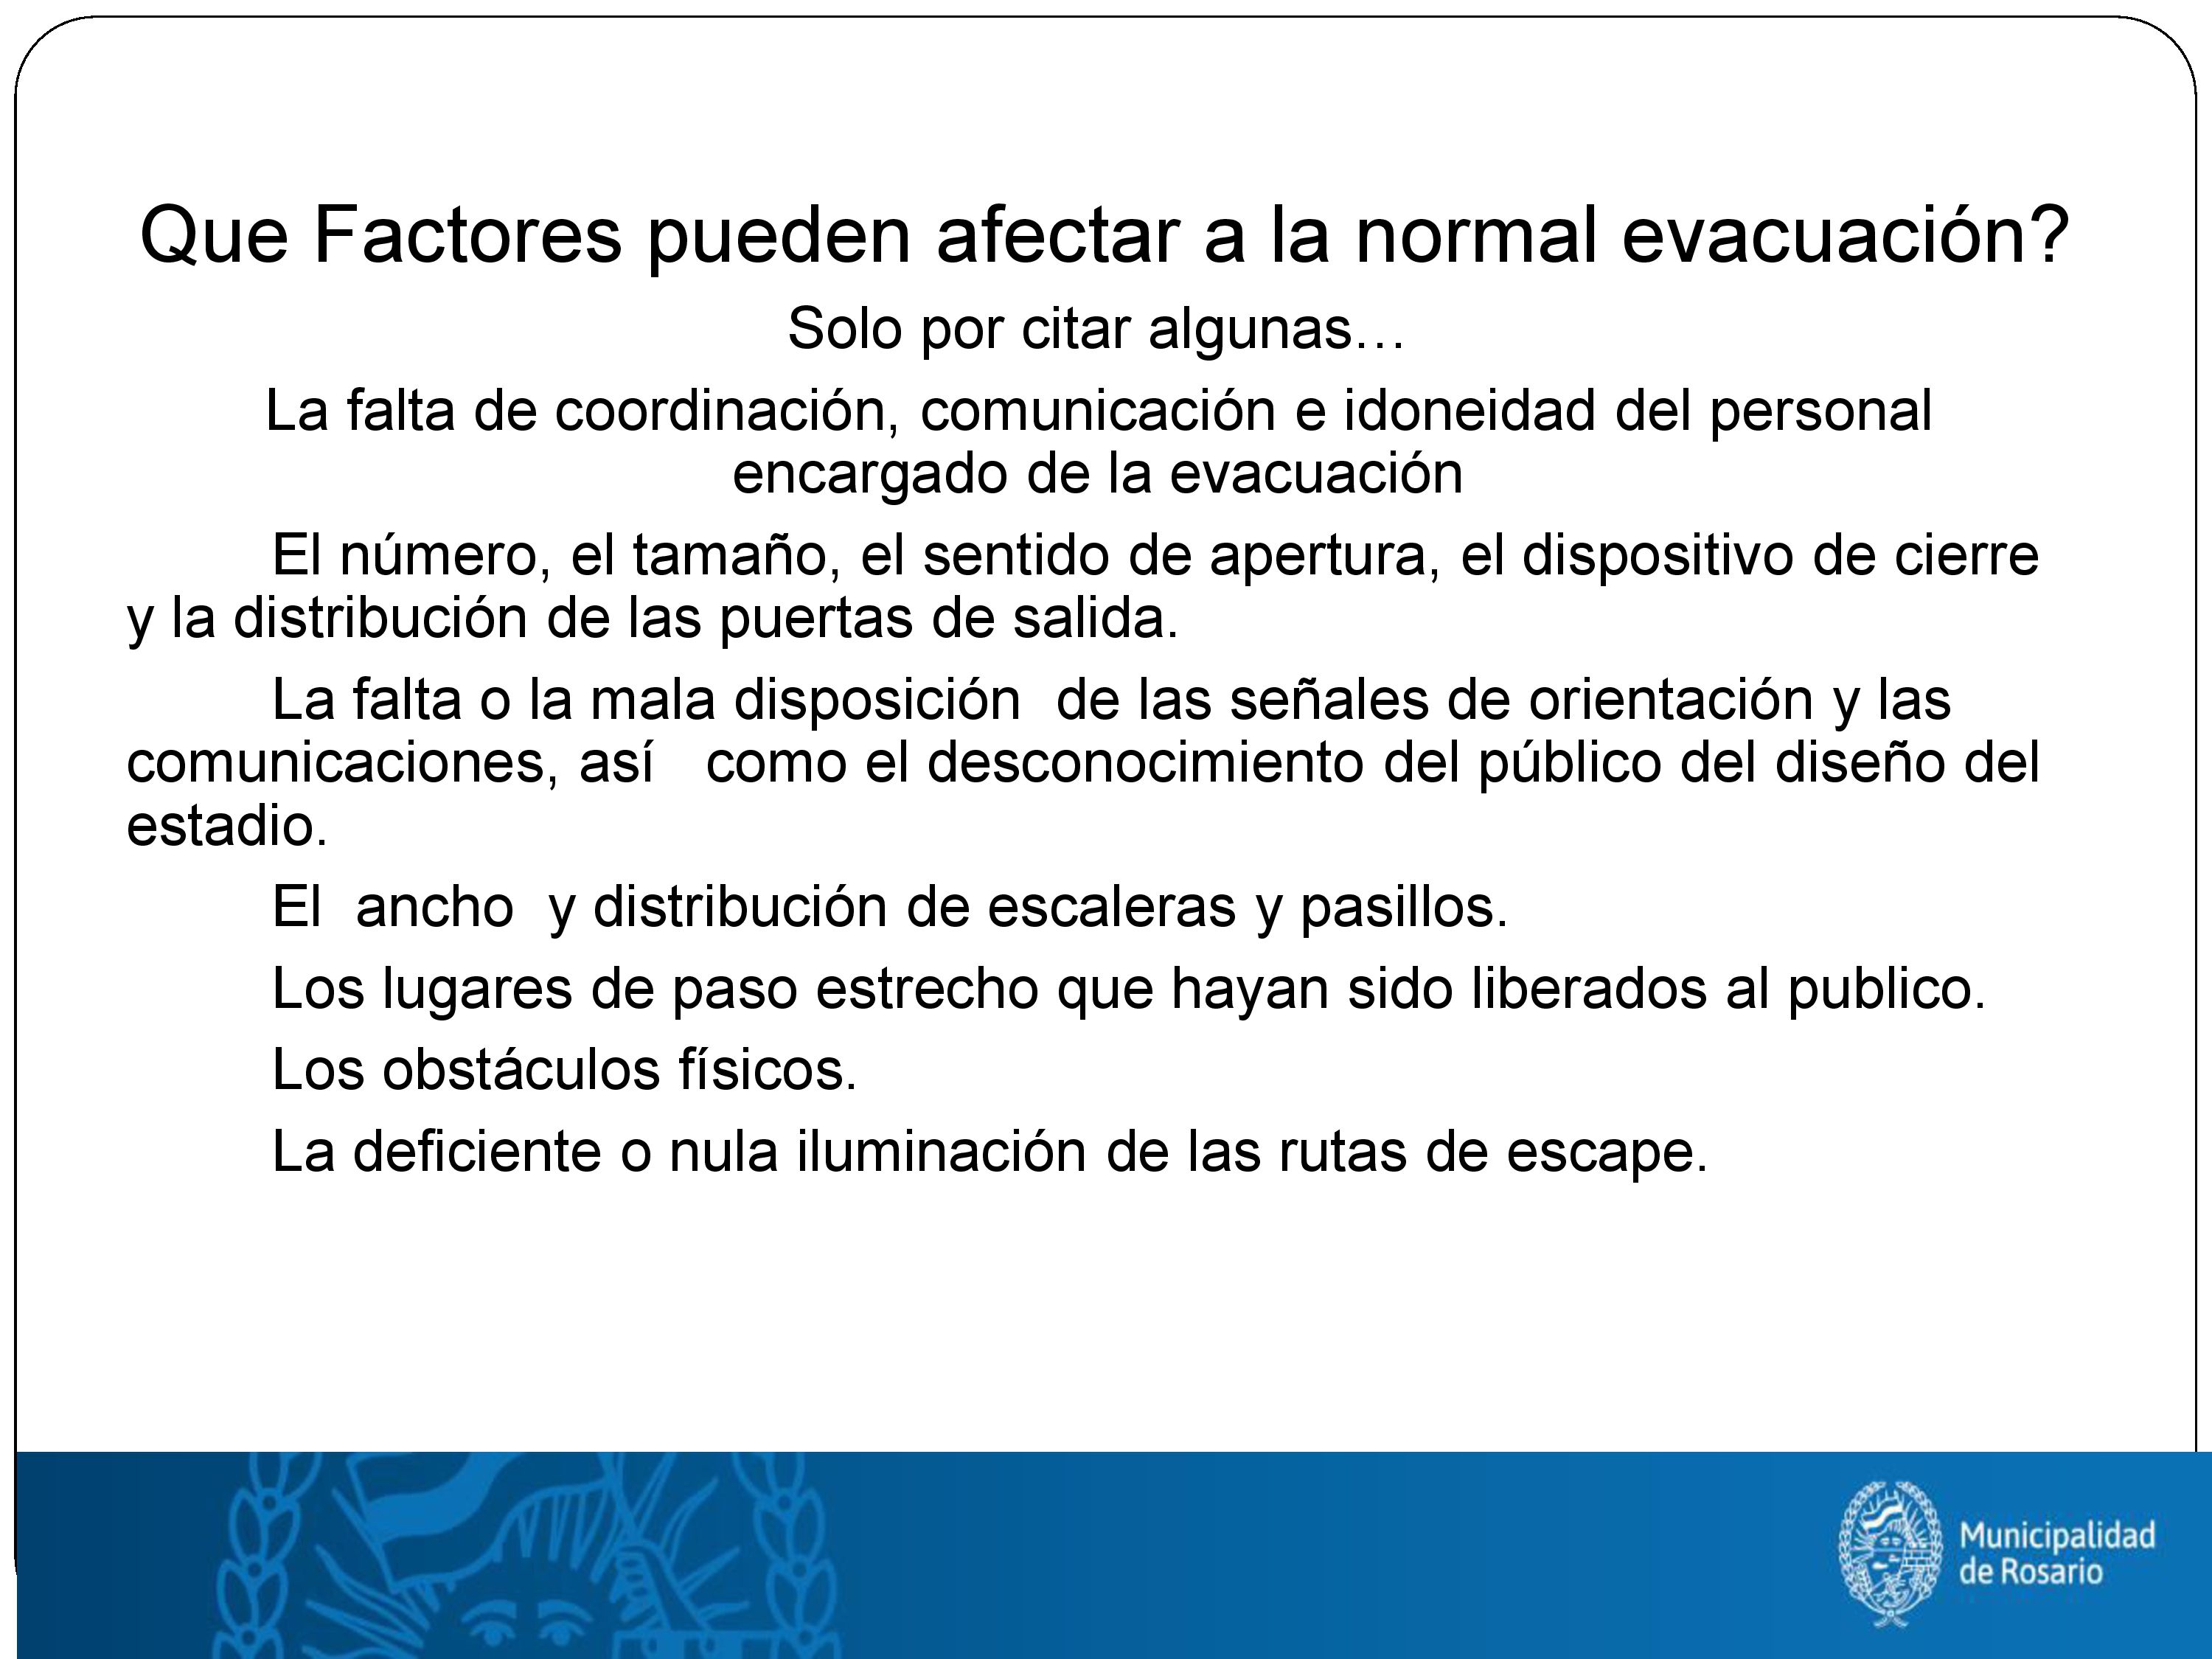 Que Factores pueden afectar a la normal evacuación?
Solo por citar algunas…
La falta de coordinación, comunicación e idoneidad del personal
encargado de la evacuación
El número, el tamaño, el sentido de apertura, el dispositivo de cierre
y la distribución de las puertas de salida.
La falta o la mala disposición  de las señales de orientación y las
comunicaciones, así   como el desconocimiento del público del diseño del
estadio.
El  ancho  y distribución de escaleras y pasillos.
Los lugares de paso estrecho que hayan sido liberados al publico.
Los obstáculos físicos.
La deficiente o nula iluminación de las rutas de escape.
Municipalidad
de Rosario